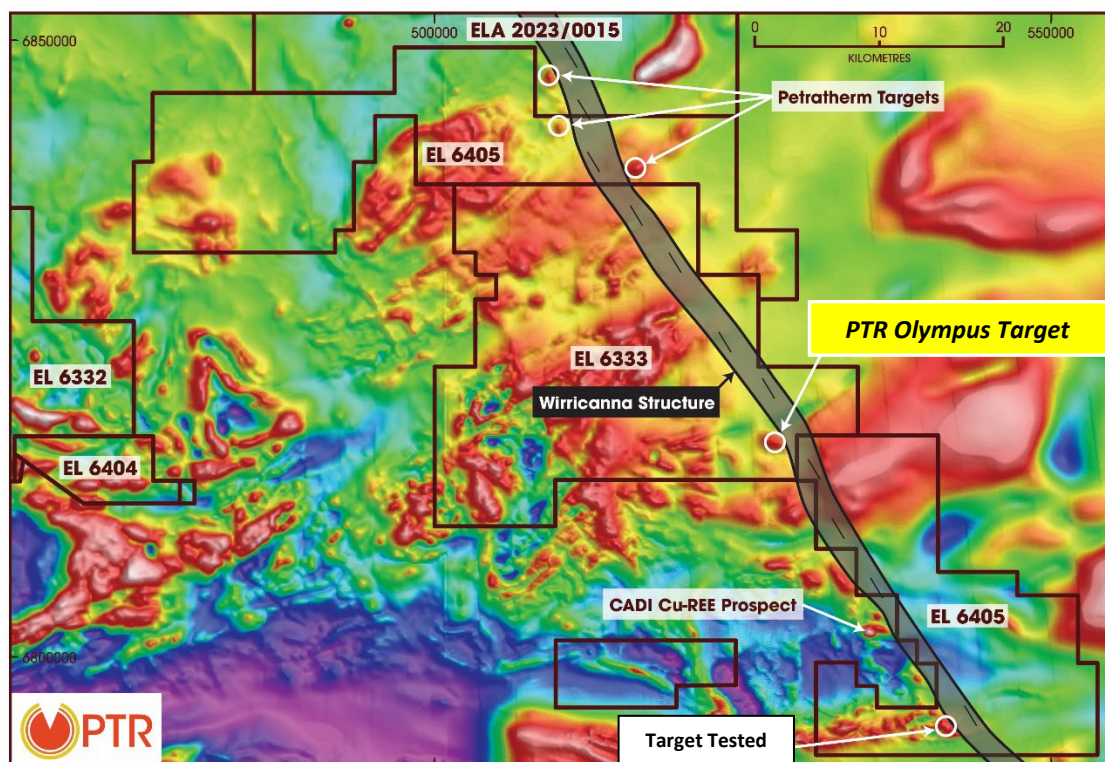 ELA 2023/0015
500000
0
10
20
550000
KILOMETRES
6850000
Petratherm Targets
EL 6405
PTR Olympus Target
EL 6333
EL 6332
Wirricanna Structure
EL 6404
CADI Cu-REE Prospect
EL 6405
6800000
PTR
Target Tested